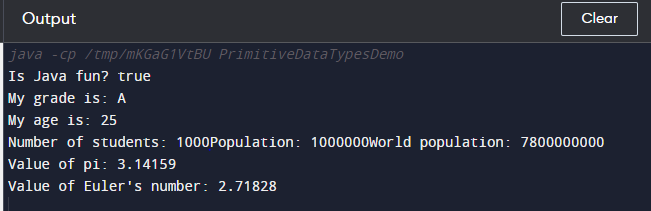 Output
Clear
java -cp /tmp/mKGaG1VtBU PrimitiveDataTypesDemo
Is Java fun? true
My grade is: A
My age is: 25
Number of students: 1000Population: 1000000World population: 7800000000
Value of pi: 3.14159
Value of Euler's number: 2.71828